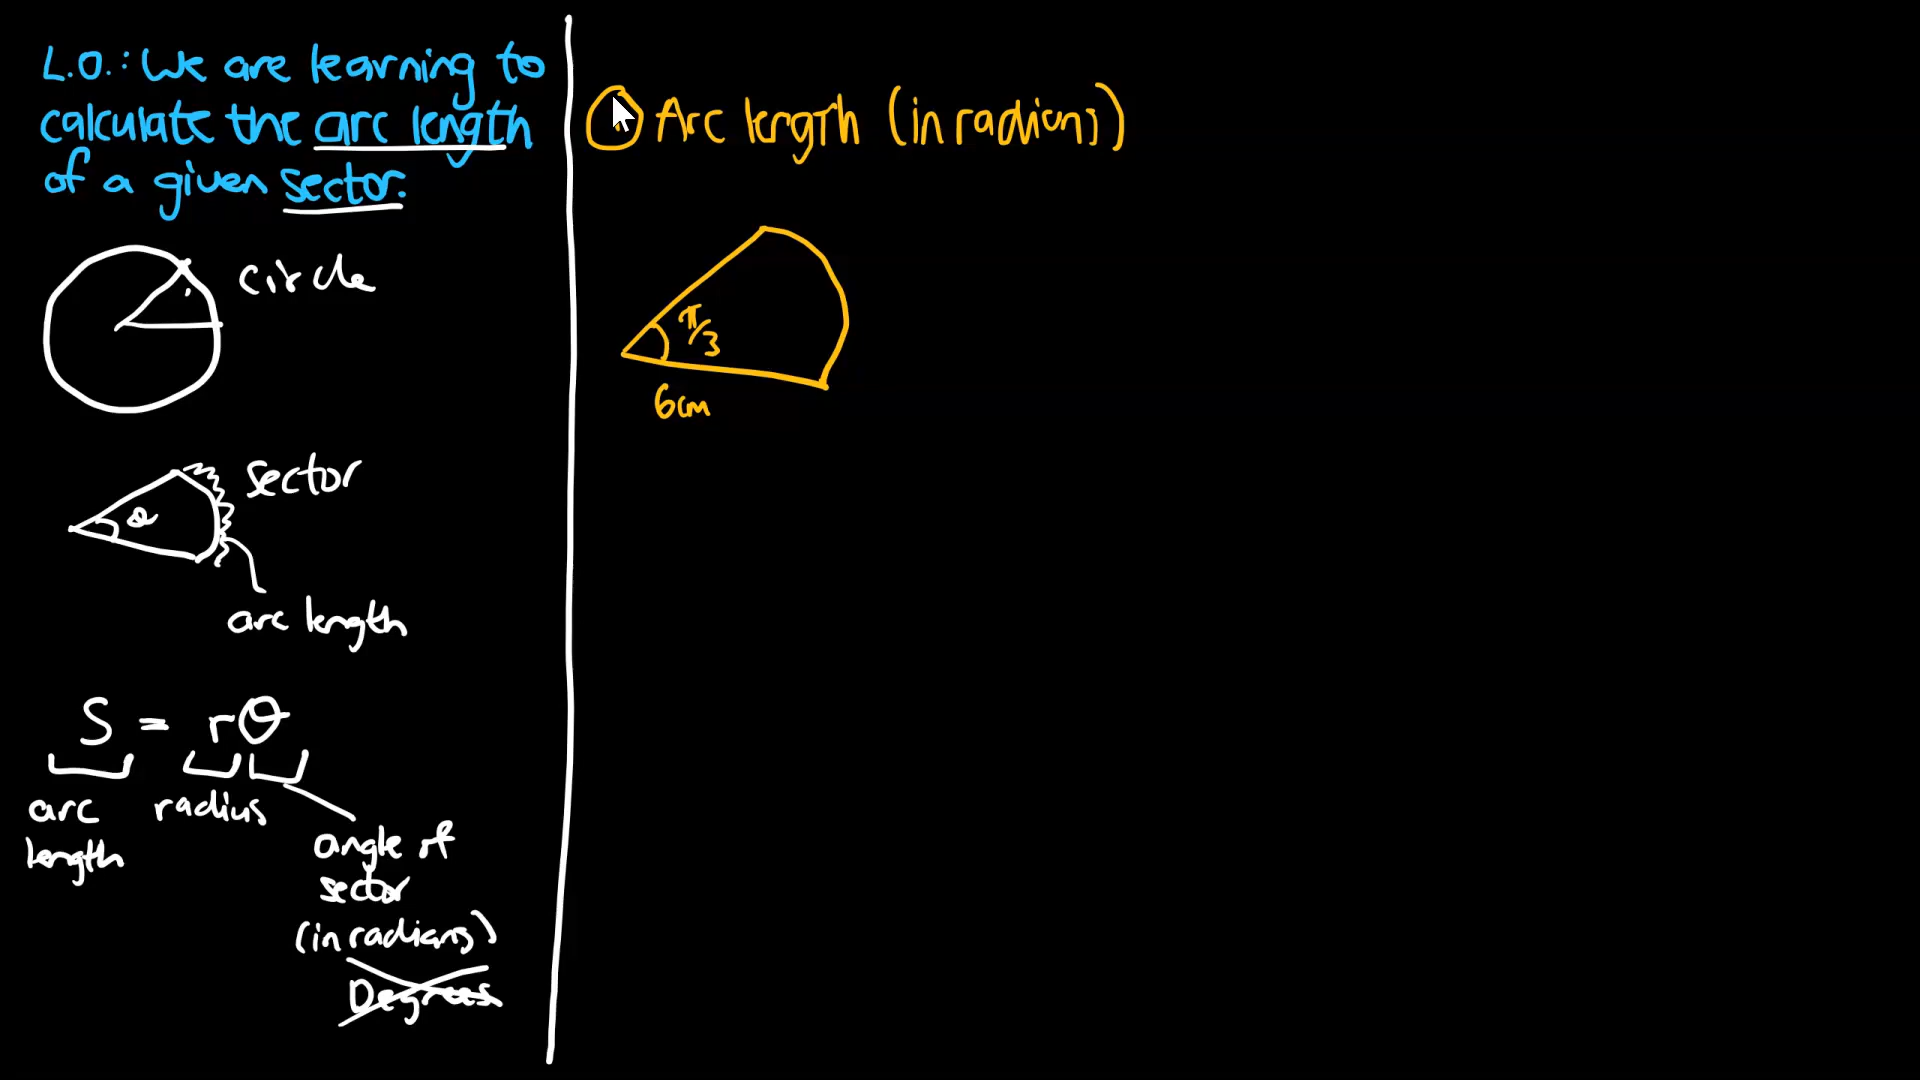 L.O.: We are learning to
calculate the arc length
of a given sector.
circle
sector
θ
arc length
S = rθ
arc
length
radius
angle of
sector
(in radians)
Degrees
Arc length (in radians)
π/3
6cm